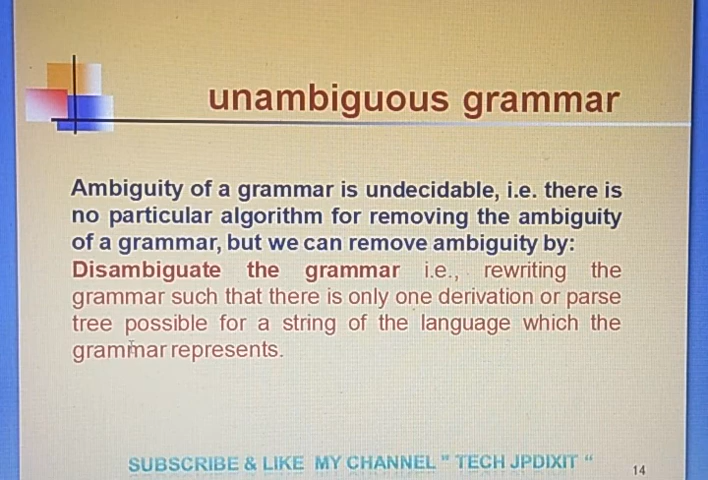 unambiguous grammar
Ambiguity of a grammar is undecidable, i.e. there is
no particular algorithm for removing the ambiguity
of a grammar, but we can remove ambiguity by:
Disambiguate the grammar i.e., rewriting the
grammar such that there is only one derivation or parse
tree possible for a string of the language which the
grammar represents.
SUBSCRIBE & LIKE MY CHANNEL " TECH JPDIXIT “
14